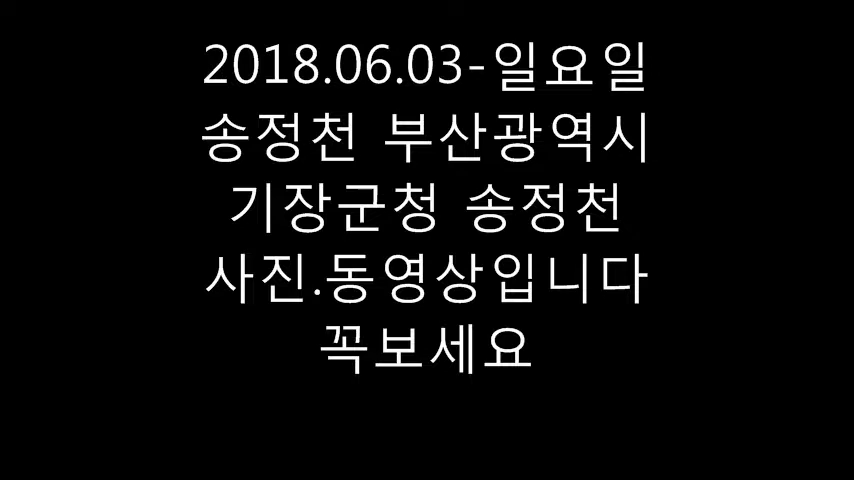 2018.06.03-일요일
송정천 부산광역시
기장군청 송정천
사진.동영상입니다
꼭보세요